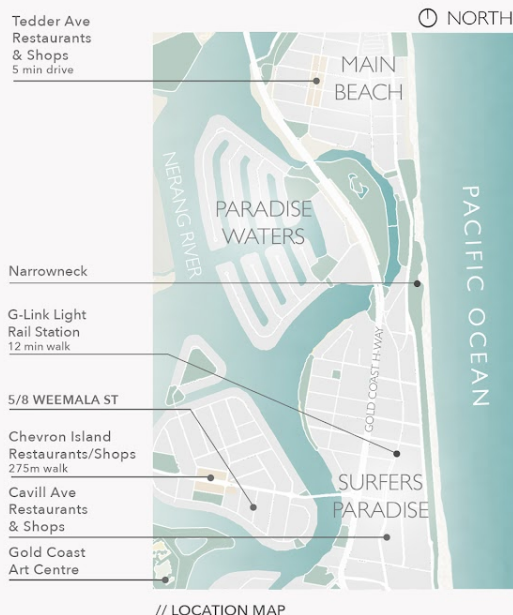 NORTH
Tedder Ave
Restaurants
& Shops
5 min drive
MAIN
BEACH
NERANG RIVER
PARADISE
WATERS
PACIFIC OCEAN
Narrowneck
G-Link Light
Rail Station
12 min walk
GOLD COAST H-WAY
5/8 WEEMALA ST
Chevron Island
Restaurants/Shops
275m walk
SURFERS
PARADISE
Cavill Ave
Restaurants
& Shops
Gold Coast
Art Centre
// LOCATION MAP